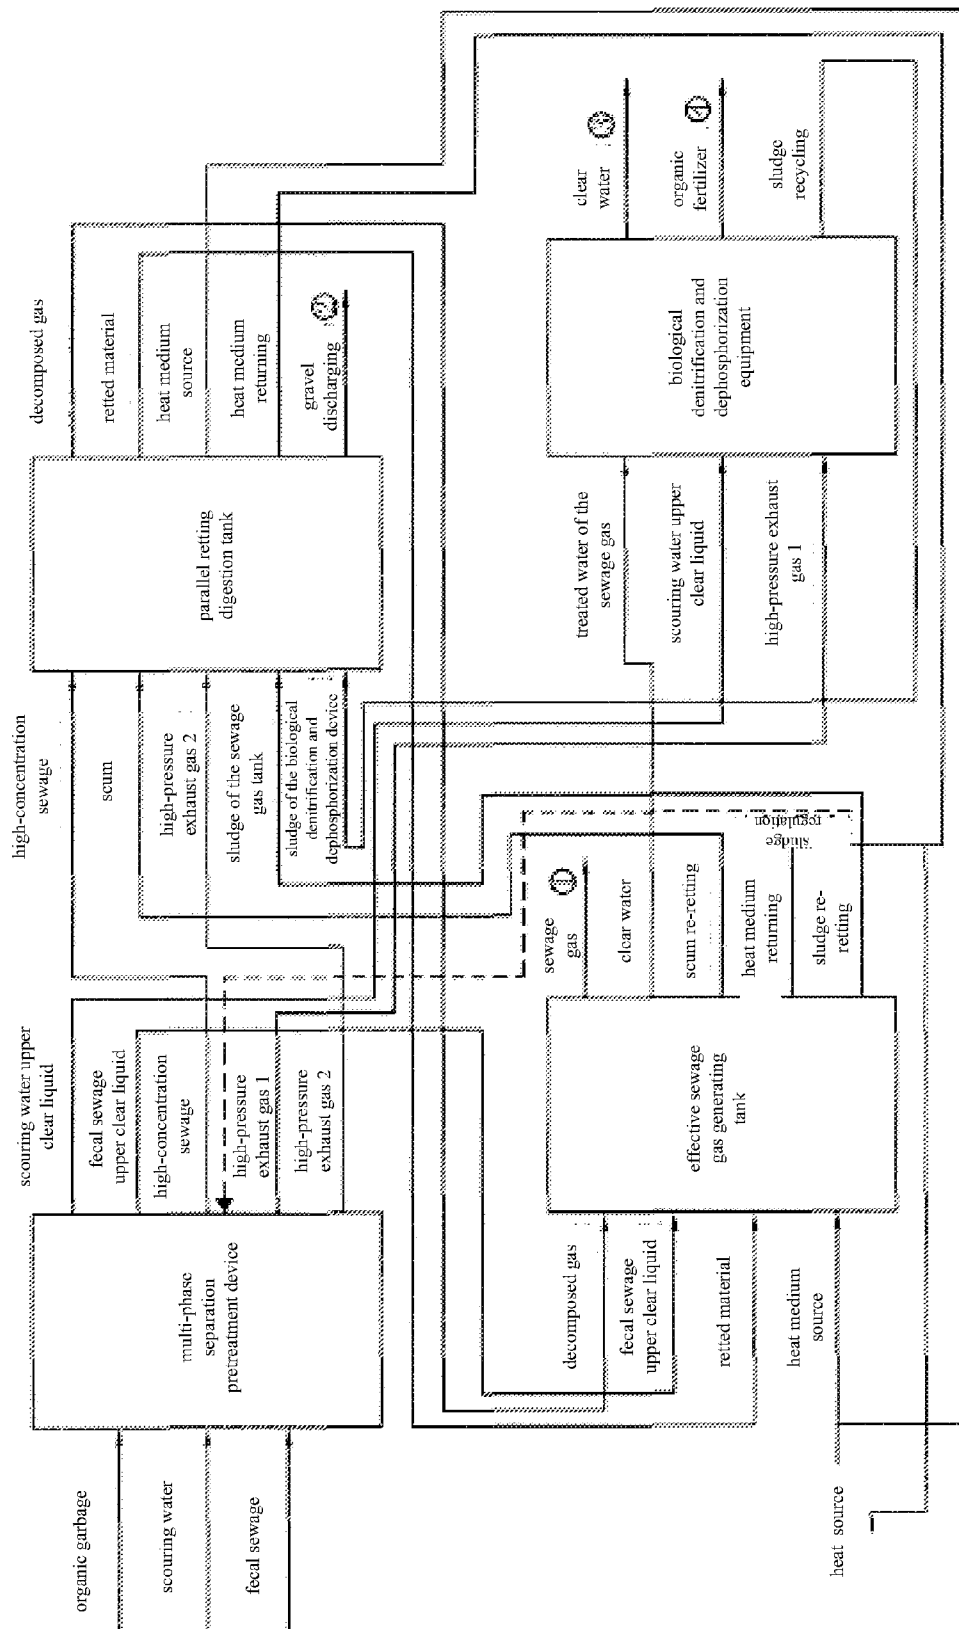 organic garbage
scouring water
fecal sewage
multi-phase
separation
pretreatment device
scouring water upper
clear liquid
fecal sewage
upper clear liquid
high-concentration
sewage
high-pressure
exhaust gas 1
high-pressure
exhaust gas 2
high-concentration
sewage
scum
high-pressure
exhaust gas 2
sludge of the sewage
gas tank
sludge of the biological
denitrification and
dephosphorization device
parallel retting
digestion tank
decomposed gas
retted material
heat medium
source
heat medium
returning
gravel
discharging
②
heat source
decomposed gas
fecal sewage
upper clear liquid
retted material
heat medium
source
effective sewage
gas generating
tank
sewage
gas
①
clear water
scum re-retting
heat medium
returning
sludge re-
retting
sludge
regulation
treated water of the
sewage gas
scouring water upper
clear liquid
high-pressure exhaust
gas 1
biological
denitrification and
dephosphorization
equipment
clear
water
organic
fertilizer
sludge
recycling